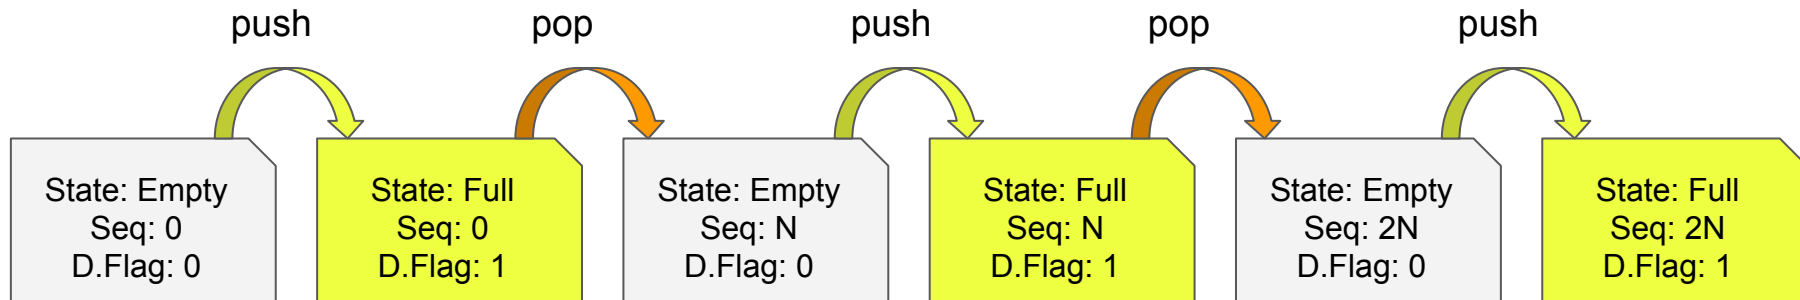 push
pop
push
pop
push
State: Empty
Seq: 0
D.Flag: 0
State: Full
Seq: 0
D.Flag: 1
State: Empty
Seq: N
D.Flag: 0
State: Full
Seq: N
D.Flag: 1
State: Empty
Seq: 2N
D.Flag: 0
State: Full
Seq: 2N
D.Flag: 1